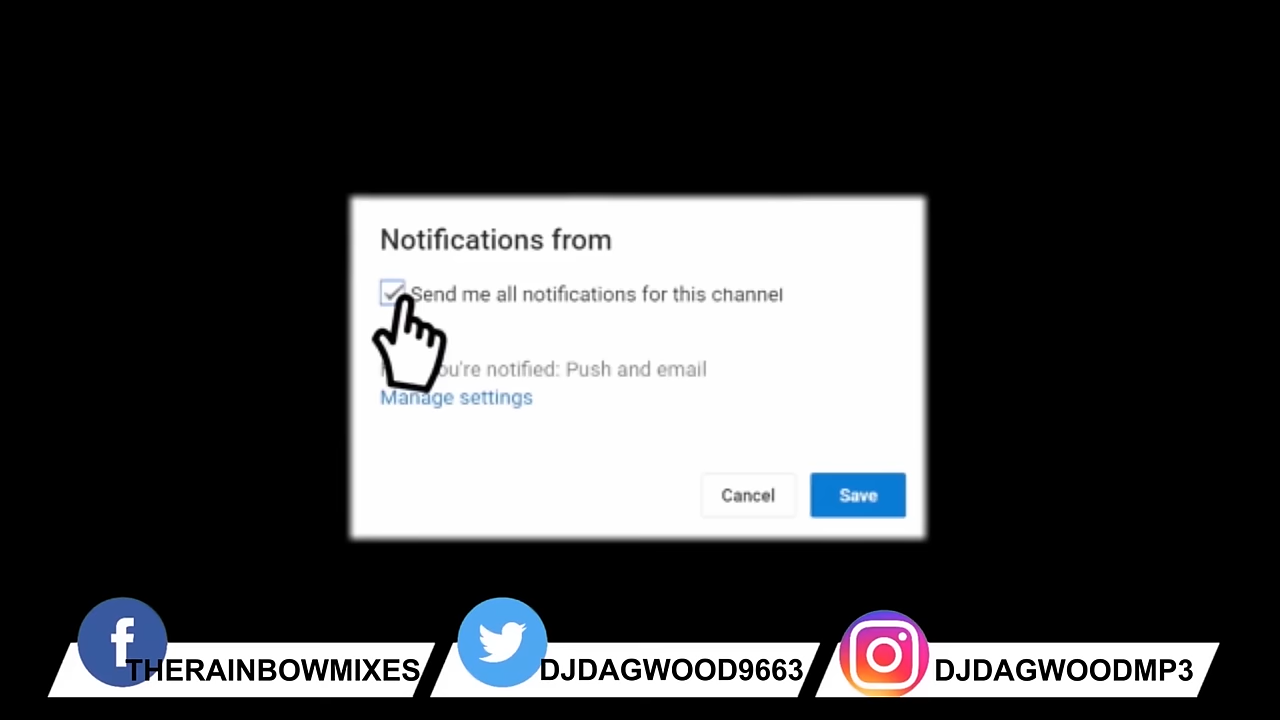 Notifications from
Send me all notifications for this channel
you're notified: Push and email
Manage settings
Cancel Save
THERAINBOWMIXES DJDAGWOOD9663 DJDAGWOODMP3